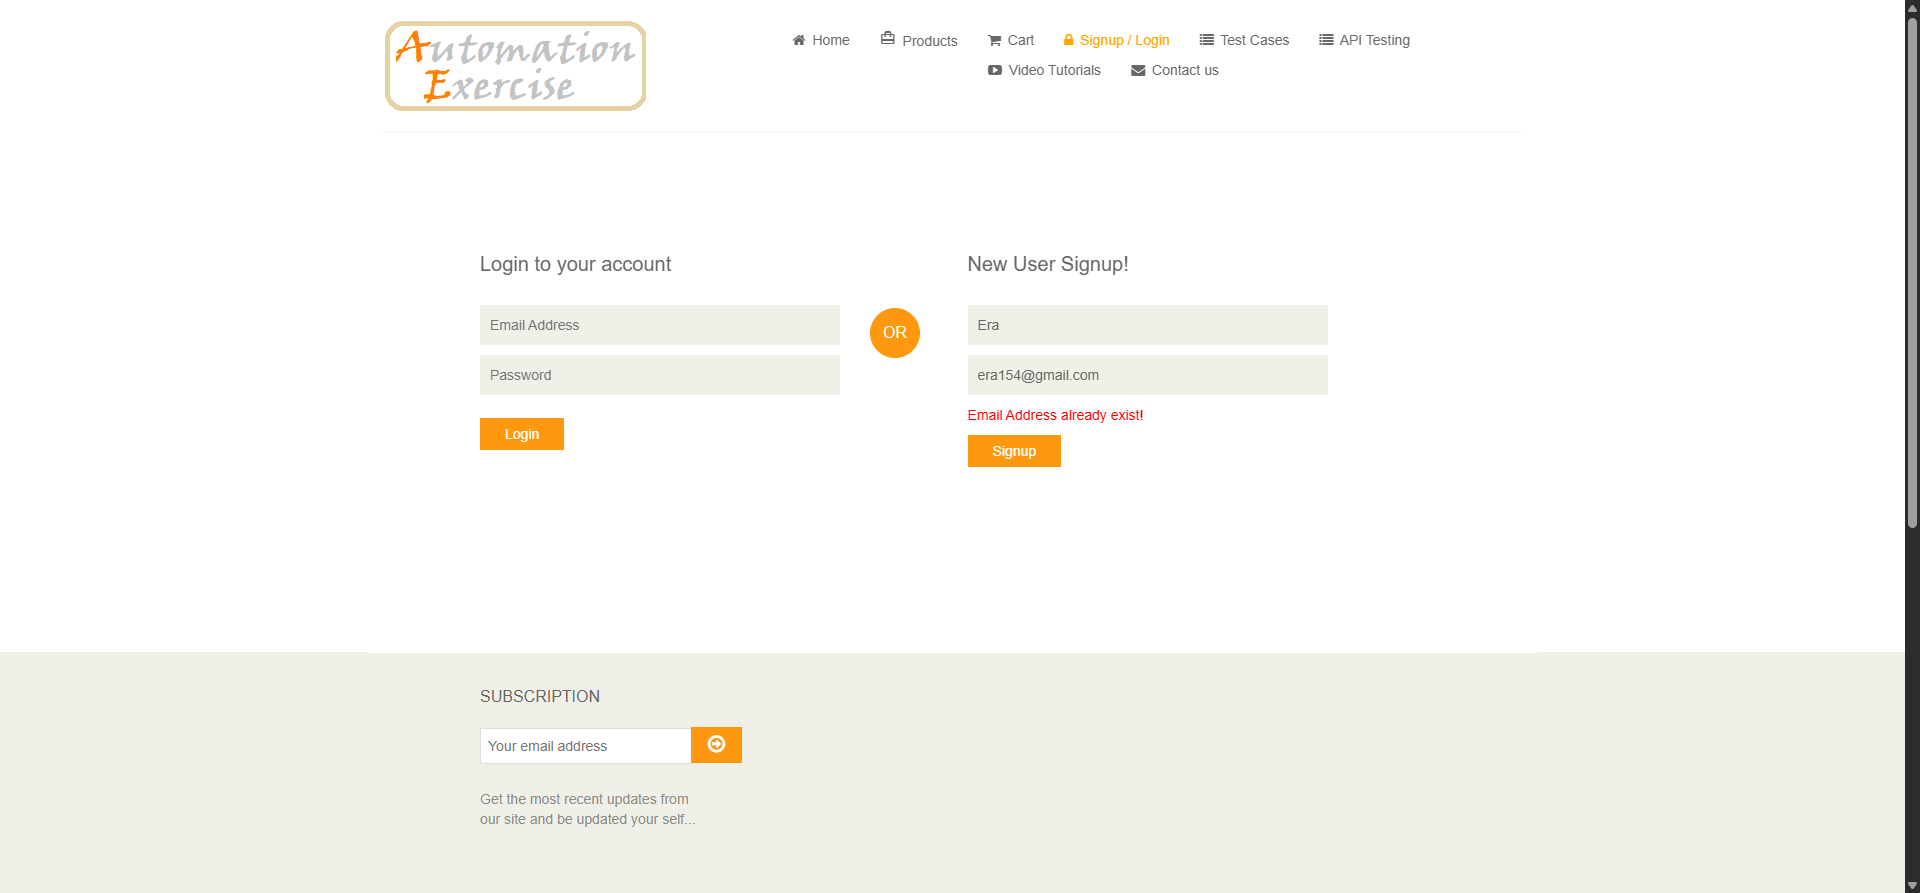 Automation
Exercise
Home
Products
Cart
Signup / Login
Test Cases
API Testing
Video Tutorials
Contact us
Login to your account
Email Address
Password
Login
OR
New User Signup!
Era
era154@gmail.com
Email Address already exist!
Signup
SUBSCRIPTION
Your email address
Get the most recent updates from
our site and be updated your self...